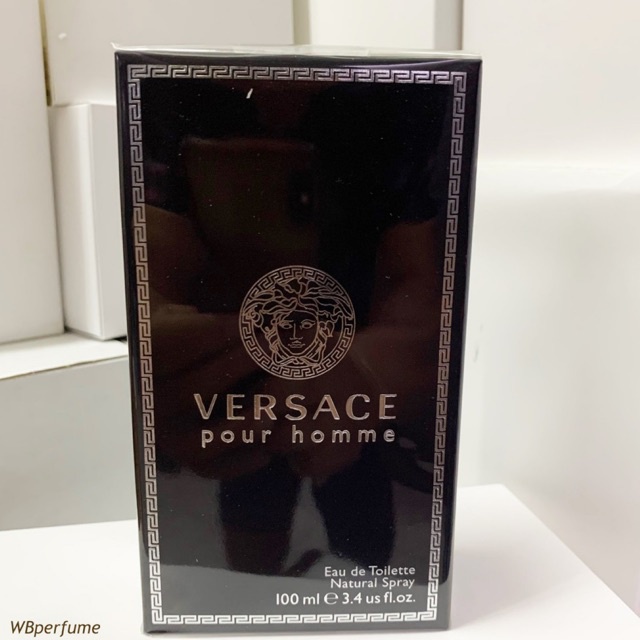 VERSACE
pour homme
Eau de Toilette
Natural Spray
100 ml ℮ 3.4 us fl.oz.
WBperfume